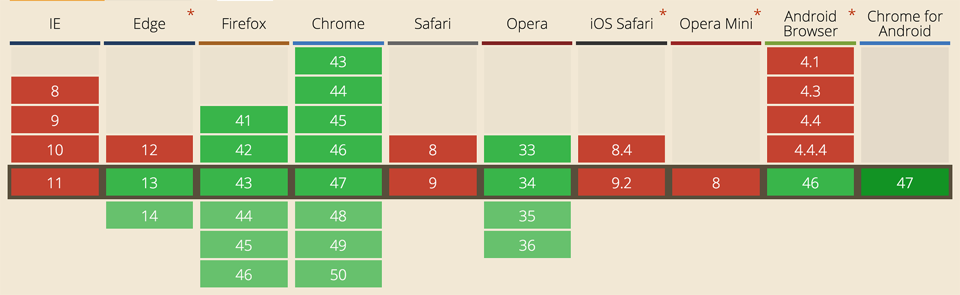 IE Edge * Firefox Chrome Safari Opera iOS Safari * Opera Mini * Android Browser * Chrome for Android
43 4.1
8 44 4.3
9 41 45 4.4
10 12 42 46 8 33 8.4 4.4.4
11 13 43 47 9 34 9.2 8 46 47
14 44 48 35
45 49 36
46 50